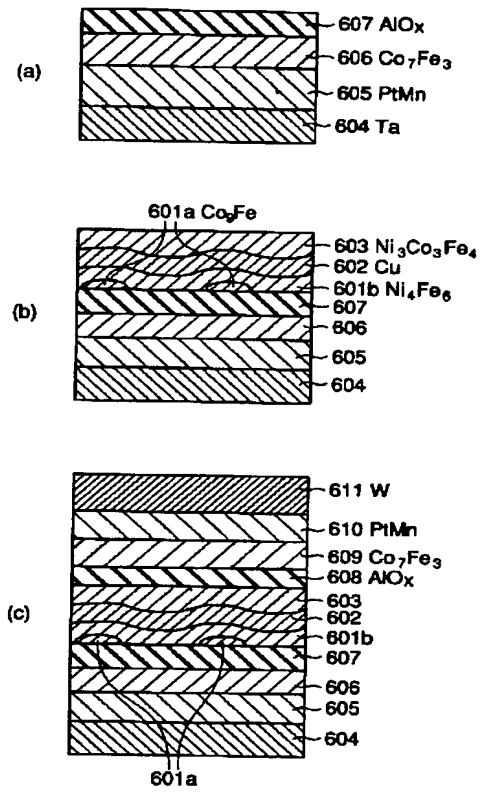 (a)
607 AlOx
606 Co7Fe3
605 PtMn
604 Ta
(b)
601a Co9Fe
603 Ni3Co3Fe4
602 Cu
601b Ni4Fe6
607
606
605
604
(c)
611 W
610 PtMn
609 Co7Fe3
608 AlOx
603
602
601b
607
606
605
604
601a